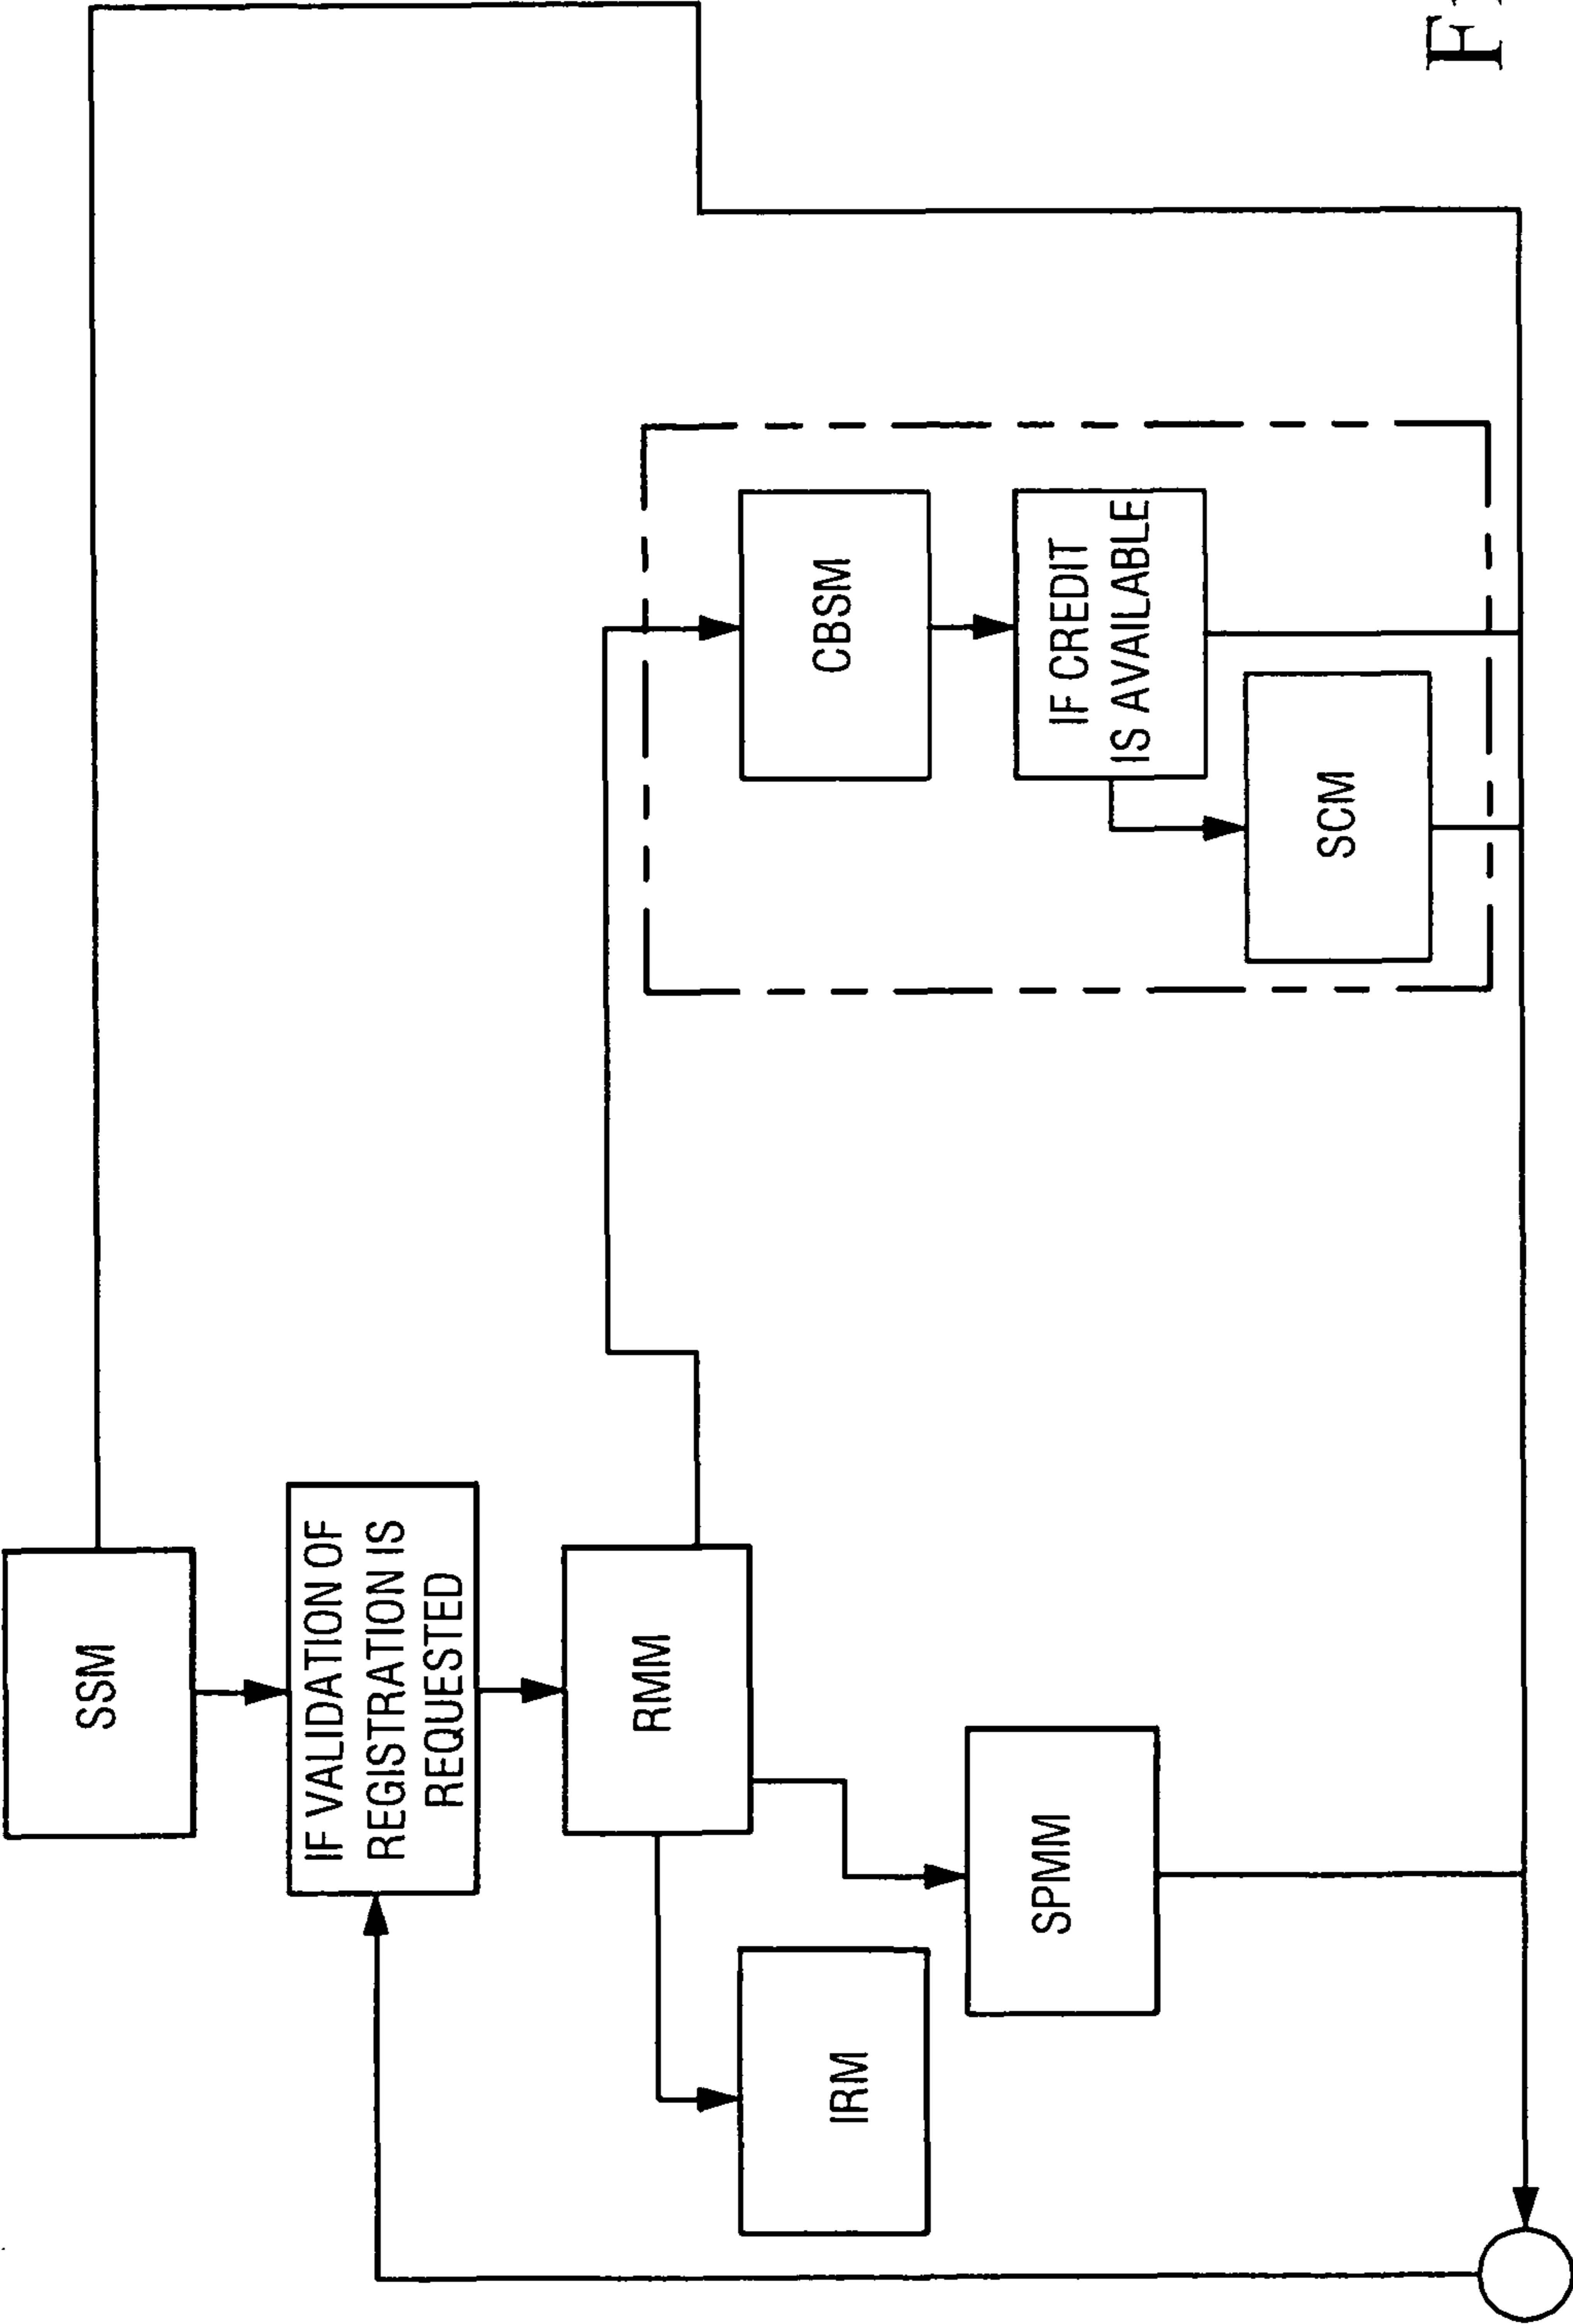 SSM
IF VALIDATION OF
REGISTRATION IS
REQUESTED
RMM
IRM
SPMM
CBSM
IF CREDIT
IS AVAILABLE
SCM